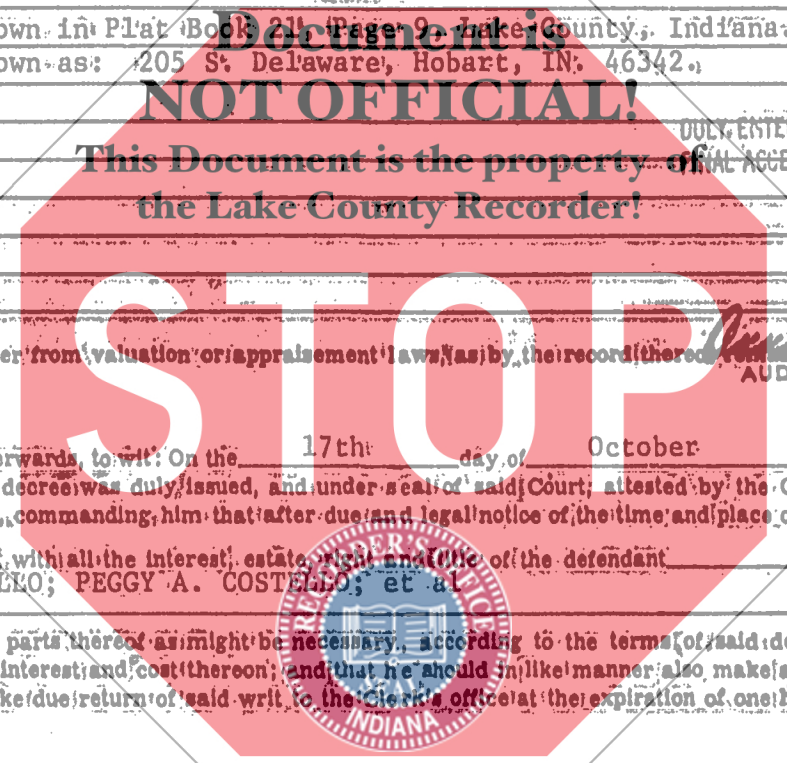 own in Plat Book 21, Page 9, Lake County, Indiana
Document is
own as: 205 S. Delaware, Hobart, IN. 46342.
NOT OFFICIAL!
DULY ENTE
This Document is the property of
NAL ACCE
the Lake County Recorder!
STOP
er from valuation or appraisement laws, as by the record thereo
AUD
erwards, to wit: On the 17th day of October
decree was duly issued, and under seal of said Court, attested by the C
commanding him that after due and legal notice of the time and place o
with all the interest, estate, right and title of the defendant
LLO; PEGGY A. COSTELLO; et al
parts thereof as might be necessary, according to the terms of said de
interest and cost thereon, and that he should in like manner also make s
ke due return of said writ to the Clerk's office at the expiration of one h
RECORDER'S OFFICE
SEAL
INDIANA